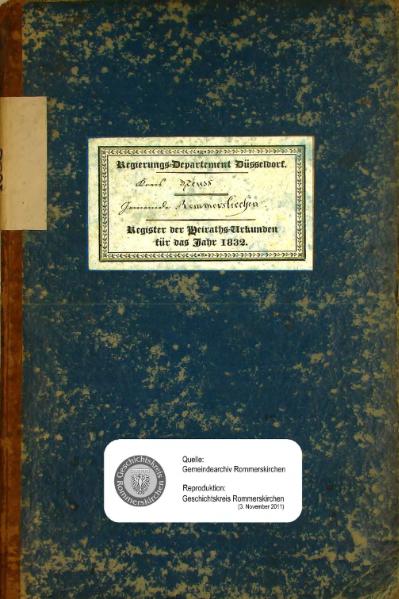 Regierungs-Departement Düsseldorf.
Kreis Neuss
Gemeinde Rommerskirchen
Register der Heiraths-Urkunden
für das Jahr 1832.
Quelle:
Gemeindearchiv Rommerskirchen
Reproduktion:
Geschichtskreis Rommerskirchen
(3. November 2011)
Geschichtskreis
Rommerskirchen